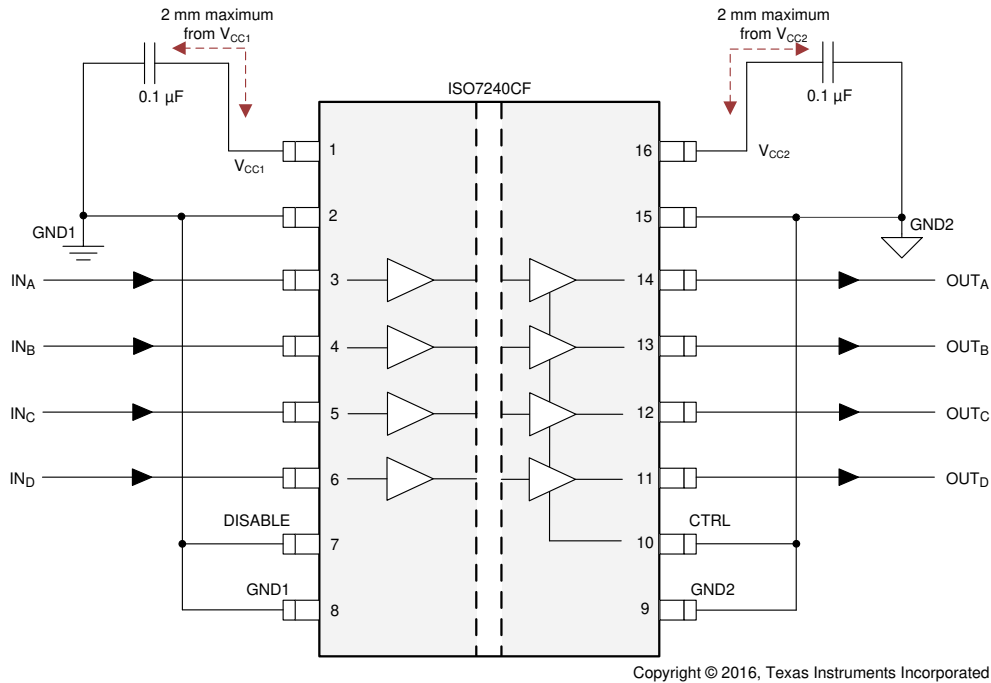 2 mm maximum
from VCC1
2 mm maximum
from VCC2
0.1 µF
0.1 µF
ISO7240CF
1
16
VCC1
VCC2
2
15
GND1
GND2
INA
3
14
OUTA
INB
4
13
OUTB
INC
5
12
OUTC
IND
6
11
OUTD
DISABLE
7
10
CTRL
GND1
8
9
GND2
Copyright © 2016, Texas Instruments Incorporated